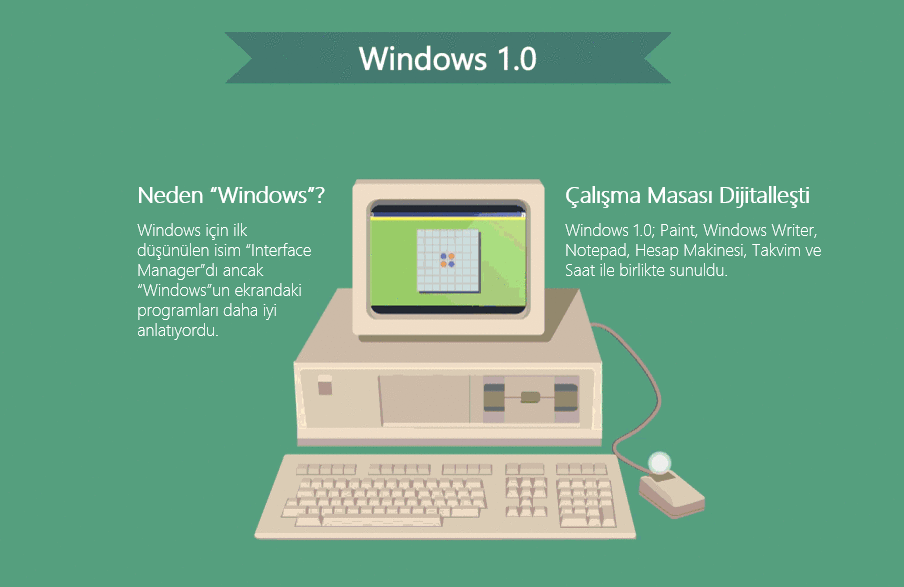 Windows 1.0
Neden “Windows”?
Windows için ilk
düşünülen isim “Interface
Manager”dı ancak
“Windows”un ekrandaki
programları daha iyi
anlatıyordu.
Çalışma Masası Dijitalleşti
Windows 1.0; Paint, Windows Writer,
Notepad, Hesap Makinesi, Takvim ve
Saat ile birlikte sunuldu.